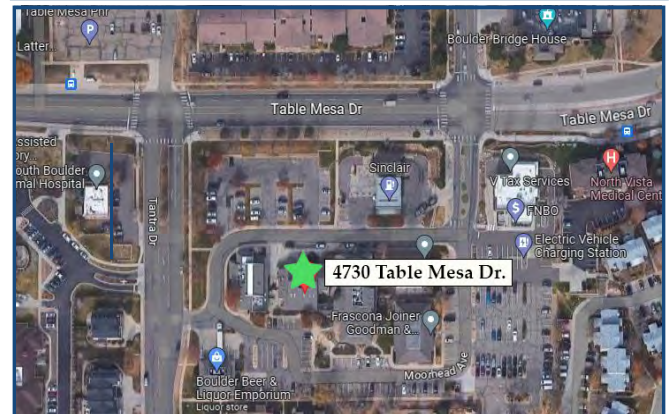 Table Mesa Pnr
P
Latter...
Boulder Bridge House
Table Mesa Dr
Table Mesa Dr
ssisted
ory...
outh Boulder
mal Hospital
Sinclair
V Tax Services
H
North Vista
Medical Cent
$ FNBO
Electric Vehicle
Charging Station
Tantra Dr
4730 Table Mesa Dr.
Frascona Joiner
Goodman &...
Moorhead Ave
Boulder Beer &
Liquor Emporium
Liquor store